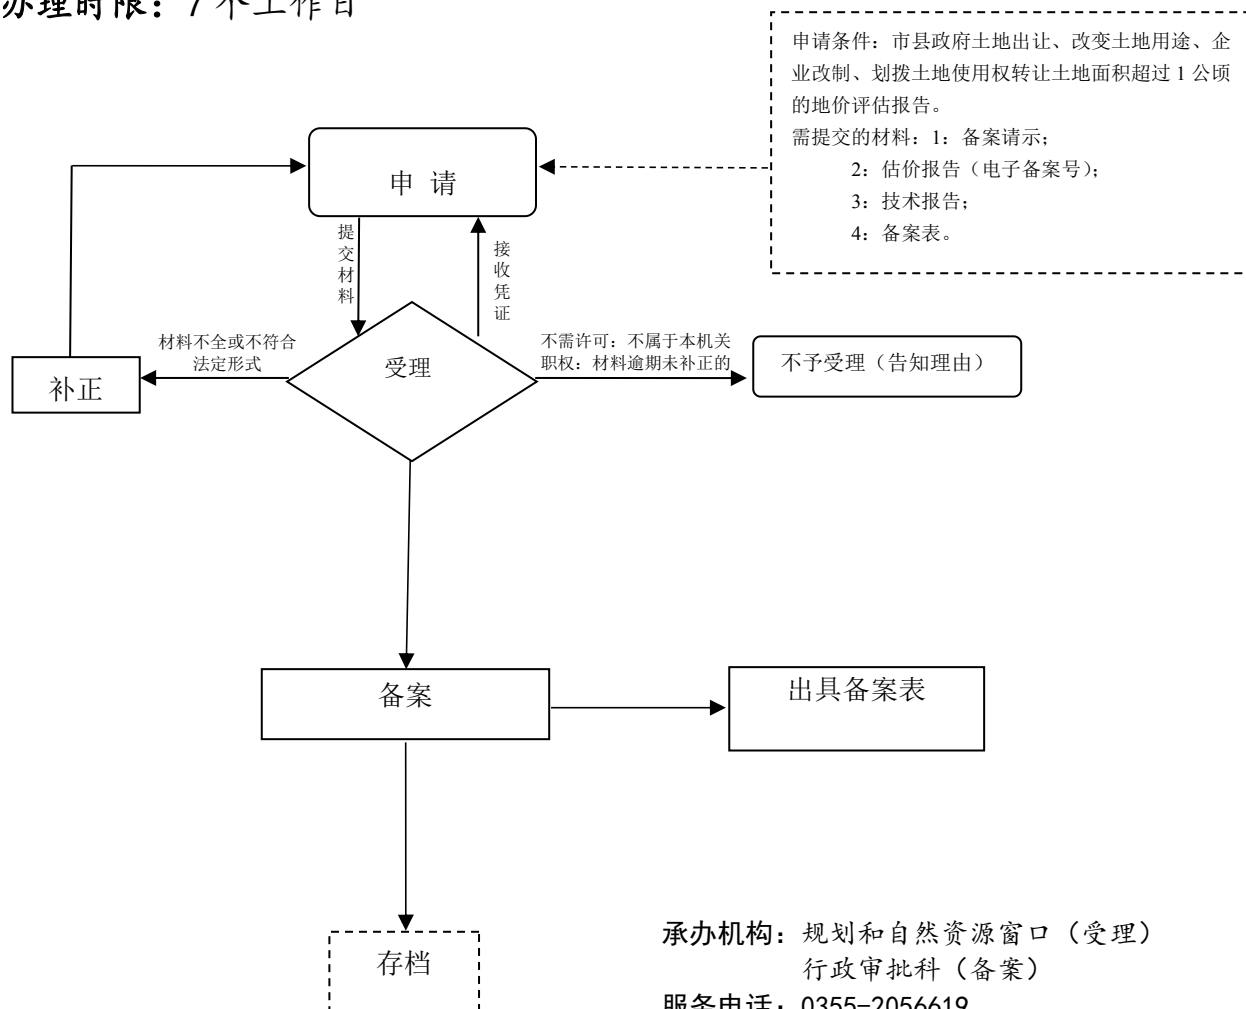 办理时限：7 个工作日
申请条件：市县政府土地出让、改变土地用途、企
业改制、划拨土地使用权转让土地面积超过 1 公顷
的地价评估报告。
需提交的材料：1：备案请示；
2：估价报告（电子备案号）；
3：技术报告；
4：备案表。
申 请
提交材料
接收凭证
材料不全或不符合
法定形式
受理
不需许可：不属于本机关
职权：材料逾期未补正的
不予受理（告知理由）
补正
备案
出具备案表
存档
承办机构：规划和自然资源窗口（受理）
行政审批科（备案）
服务电话：0355-2056619